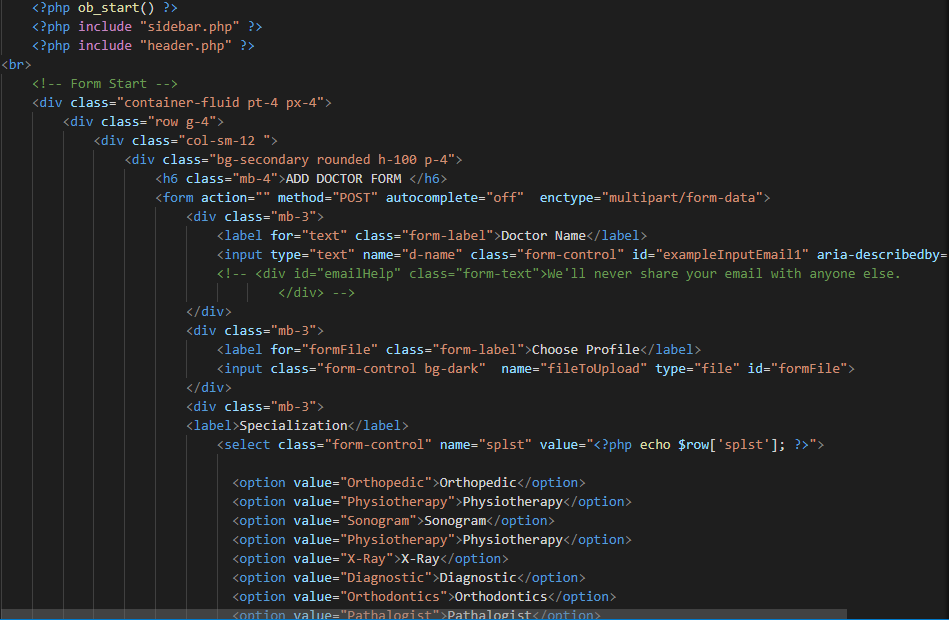 <?php ob_start() ?>
<?php include "sidebar.php" ?>
<?php include "header.php" ?>
<br>
<!-- Form Start -->
<div class="container-fluid pt-4 px-4">
<div class="row g-4">
<div class="col-sm-12 ">
<div class="bg-secondary rounded h-100 p-4">
<h6 class="mb-4">ADD DOCTOR FORM </h6>
<form action="" method="POST" autocomplete="off"  enctype="multipart/form-data">
<div class="mb-3">
<label for="text" class="form-label">Doctor Name</label>
<input type="text" name="d-name" class="form-control" id="exampleInputEmail1" aria-describedby=
<!-- <div id="emailHelp" class="form-text">We'll never share your email with anyone else.
</div> -->
</div>
<div class="mb-3">
<label for="formFile" class="form-label">Choose Profile</label>
<input class="form-control bg-dark"  name="fileToUpload" type="file" id="formFile">
</div>
<div class="mb-3">
<label>Specialization</label>
<select class="form-control" name="splst" value="<?php echo $row['splst']; ?>">
<option value="Orthopedic">Orthopedic</option>
<option value="Physiotherapy">Physiotherapy</option>
<option value="Sonogram">Sonogram</option>
<option value="Physiotherapy">Physiotherapy</option>
<option value="X-Ray">X-Ray</option>
<option value="Diagnostic">Diagnostic</option>
<option value="Orthodontics">Orthodontics</option>
<option value="Pathalogist">Pathalogist</option>